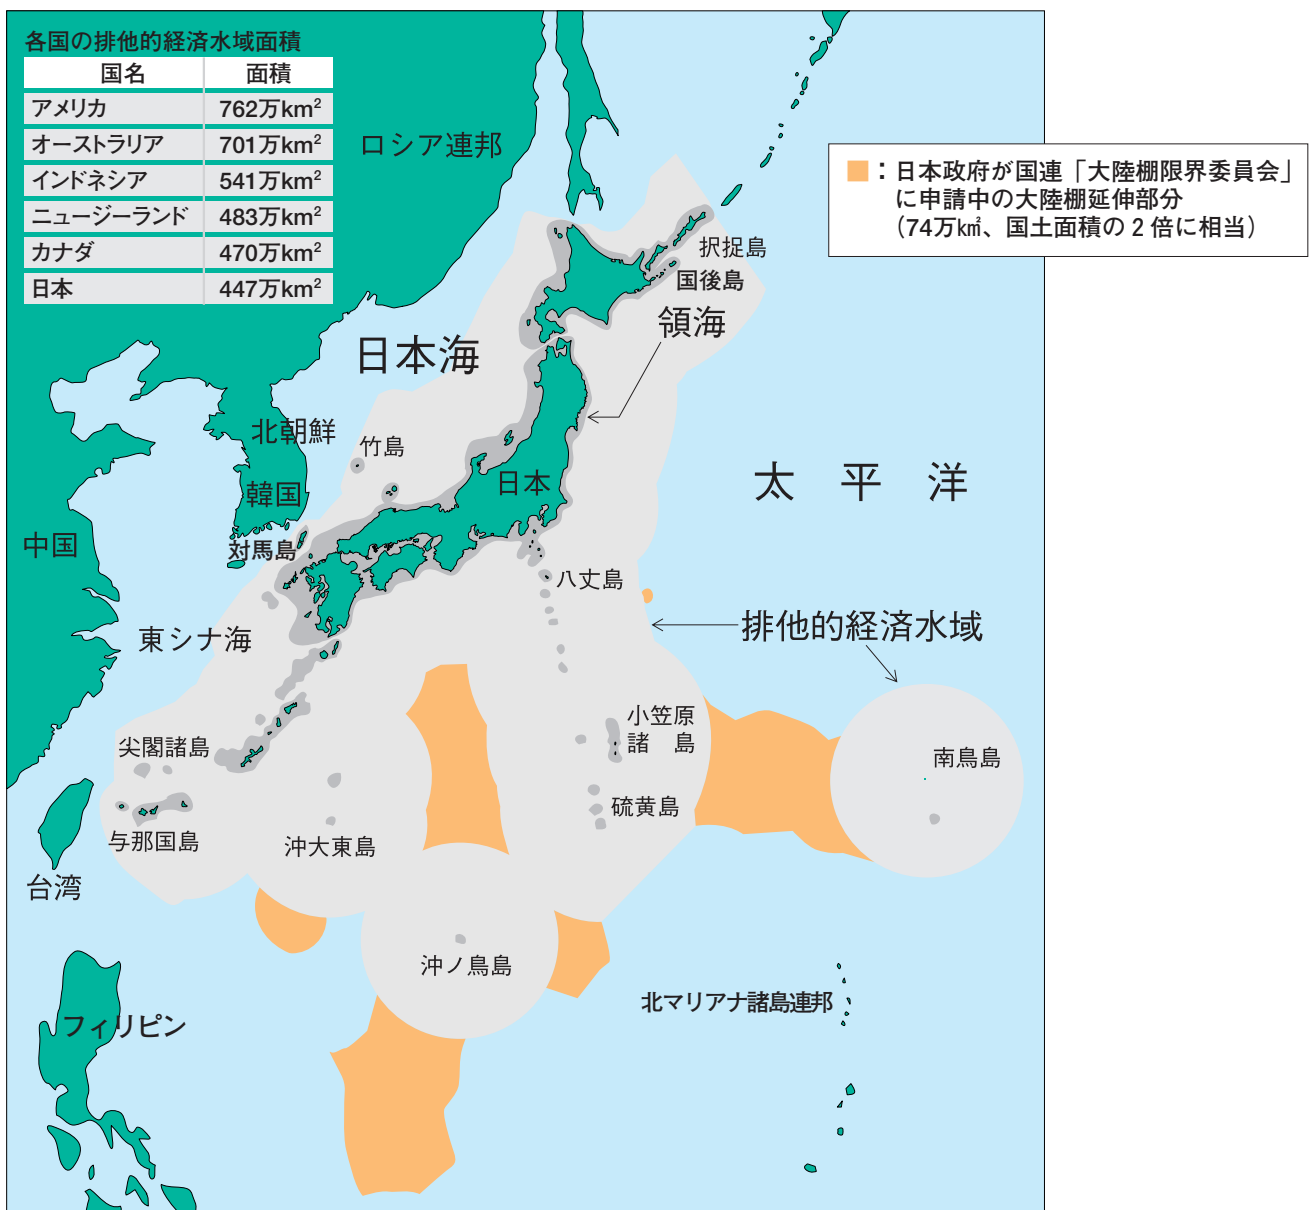 各国の排他的経済水域面積
国名 面積
アメリカ 762万km²
オーストラリア 701万km²
インドネシア 541万km²
ニュージーランド 483万km²
カナダ 470万km²
日本 447万km²
ロシア連邦
:日本政府が国連「大陸棚限界委員会」
に申請中の大陸棚延伸部分
(74万㎢、国土面積の2倍に相当)
択捉島
国後島
領海
日本海
北朝鮮
竹島
韓国
日本
太平洋
中国
対馬島
八丈島
東シナ海
排他的経済水域
尖閣諸島
小笠原
諸島
南鳥島
硫黄島
与那国島
沖大東島
台湾
沖ノ鳥島
北マリアナ諸島連邦
フィリピン